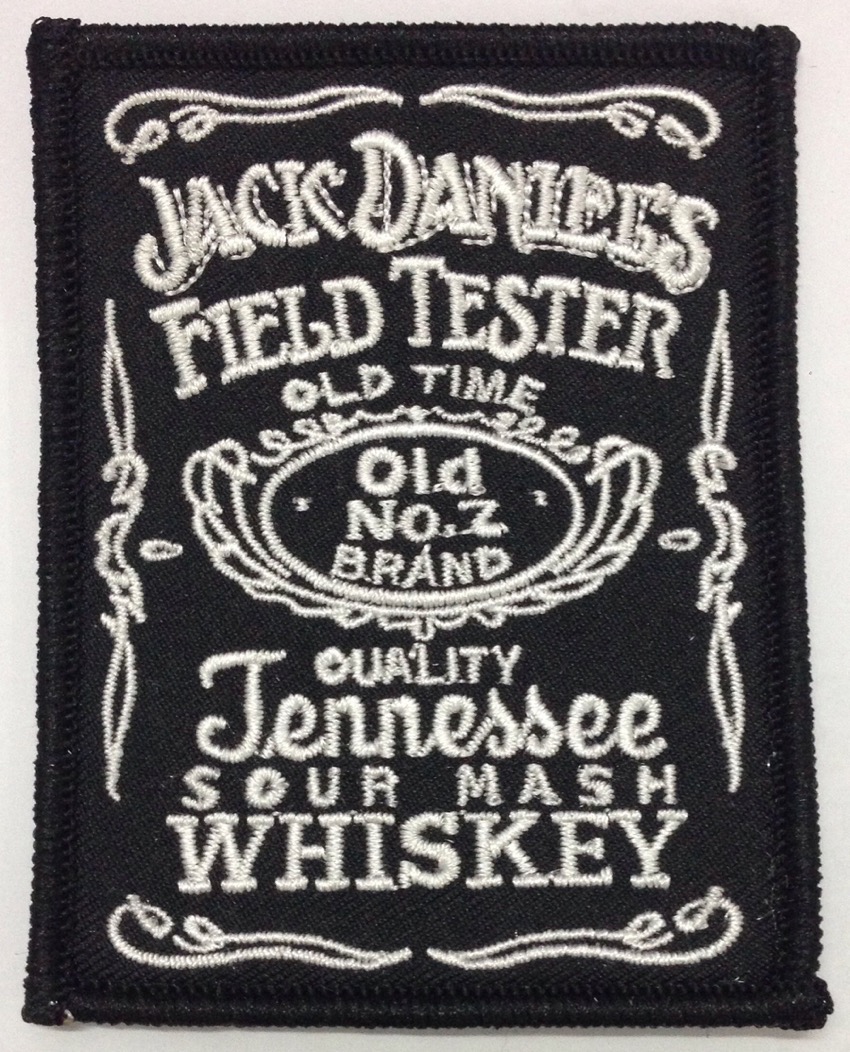 JACK DANIEL'S
FIELD TESTER
OLD TIME
Old
No.7
BRAND
QUALITY
Tennessee
SOUR MASH
WHISKEY